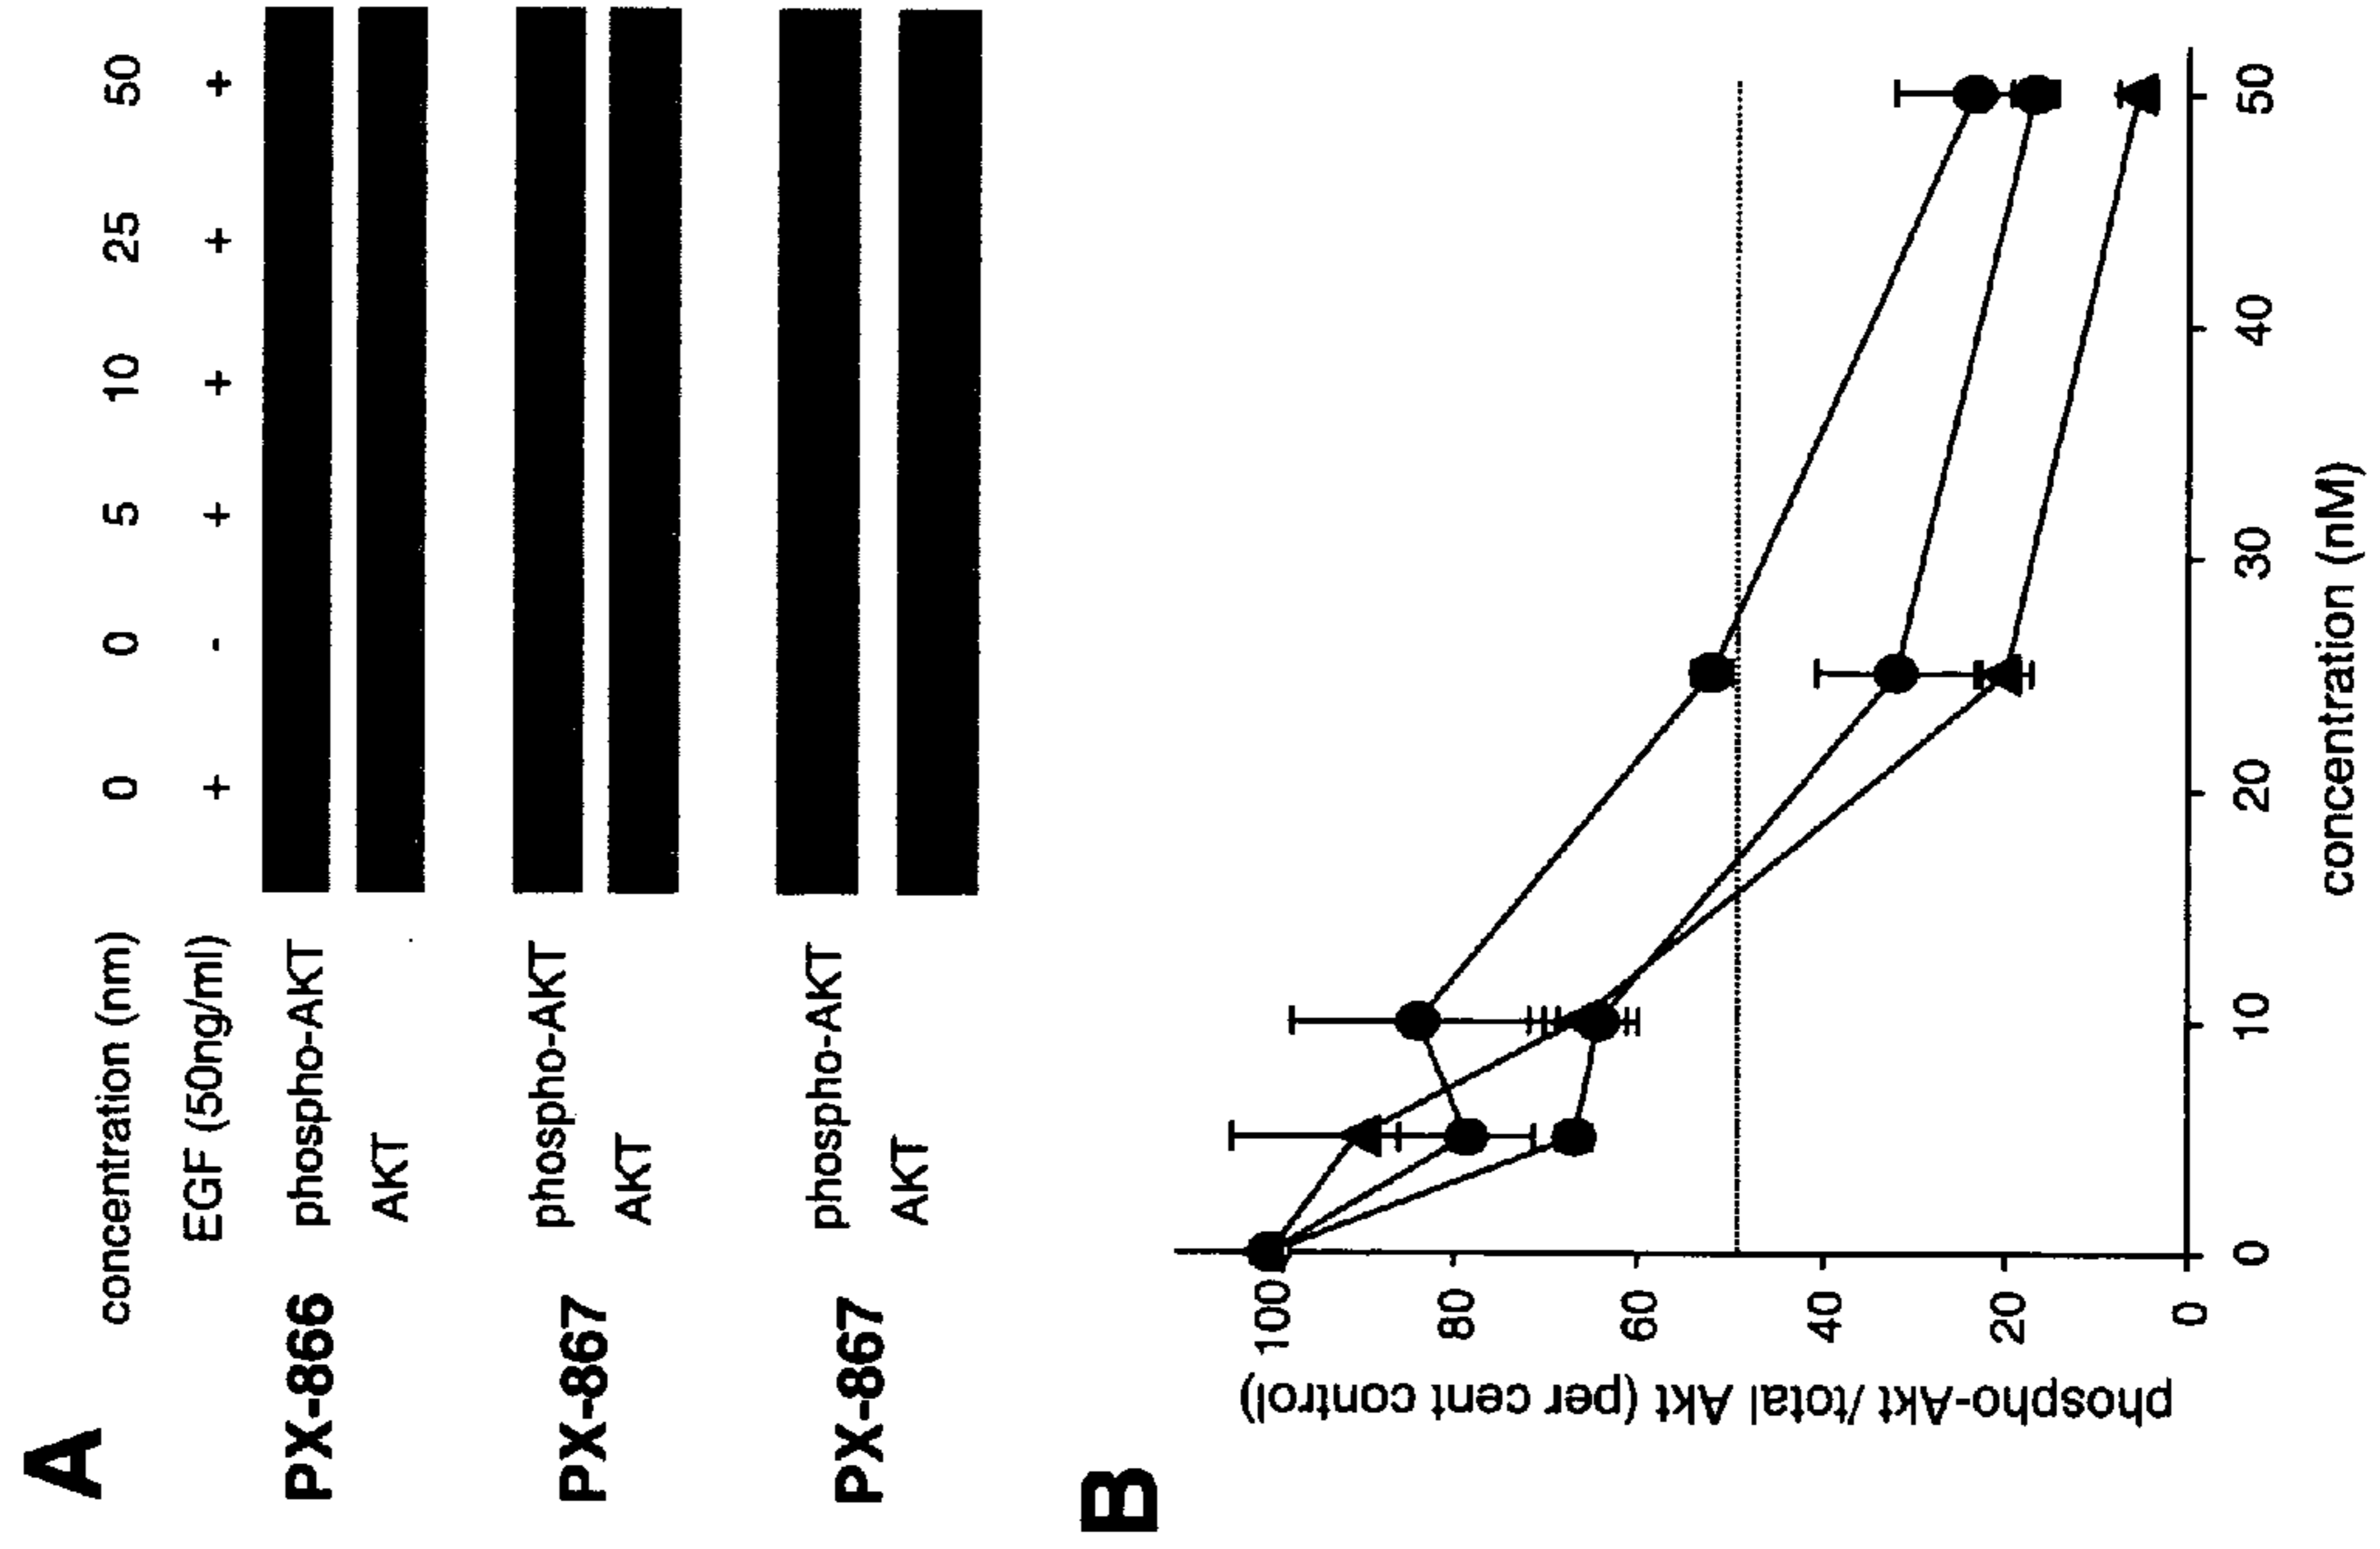 A
concentration (nm) 0 0 5 10 25 50
EGF (50ng/ml) + - + + + +
PX-866 phospho-AKT
AKT
PX-867 phospho-AKT
AKT
PX-867 phospho-AKT
AKT
B
phospho-Akt /total Akt (per cent control)
100
80
60
40
20
0
0 10 20 30 40 50
concentration (nM)